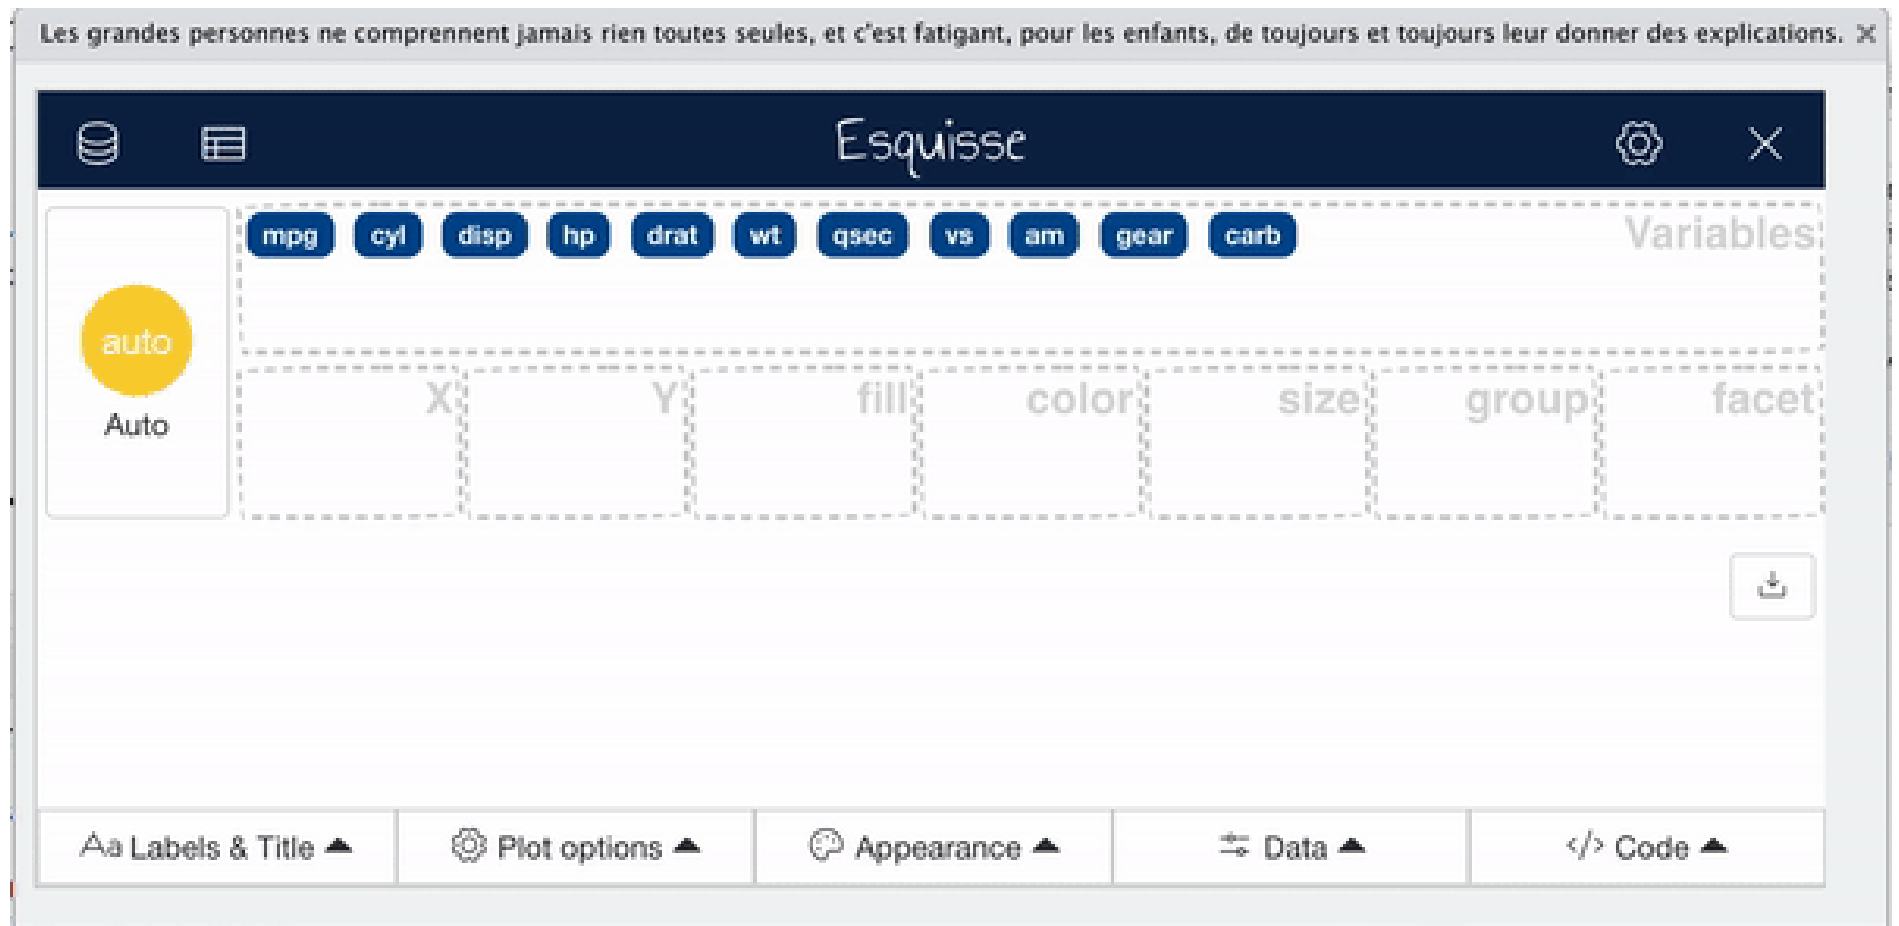 Les grandes personnes ne comprennent jamais rien toutes seules, et c'est fatigant, pour les enfants, de toujours et toujours leur donner des explications.
Esquisse
mpg cyl disp hp drat wt qsec vs am gear carb Variables
auto
Auto
X Y fill color size group facet
Aa Labels & Title Plot options Appearance Data </> Code